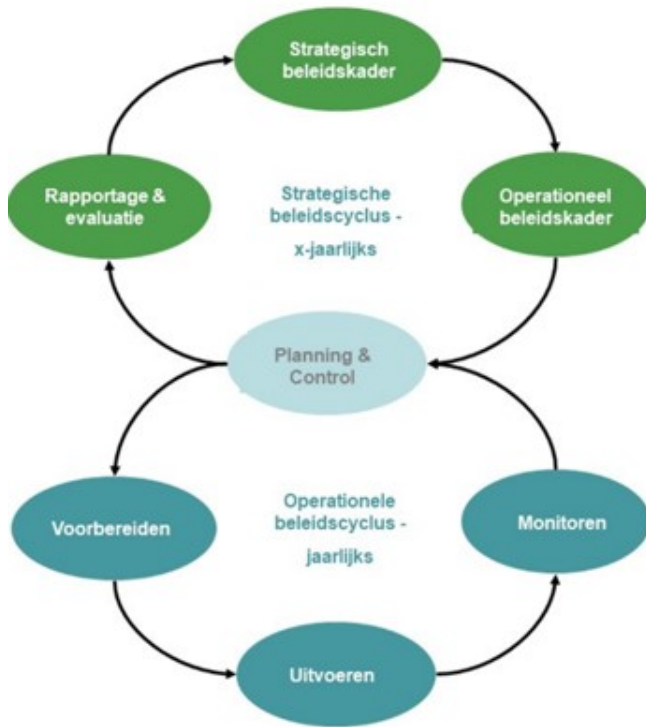 Strategisch
beleidskader
Rapportage &
evaluatie
Strategische
beleidscyclus -
x-jaarlijks
Operationeel
beleidskader
Planning &
Control
Voorbereiden
Operationele
beleidscyclus -
jaarlijks
Monitoren
Uitvoeren